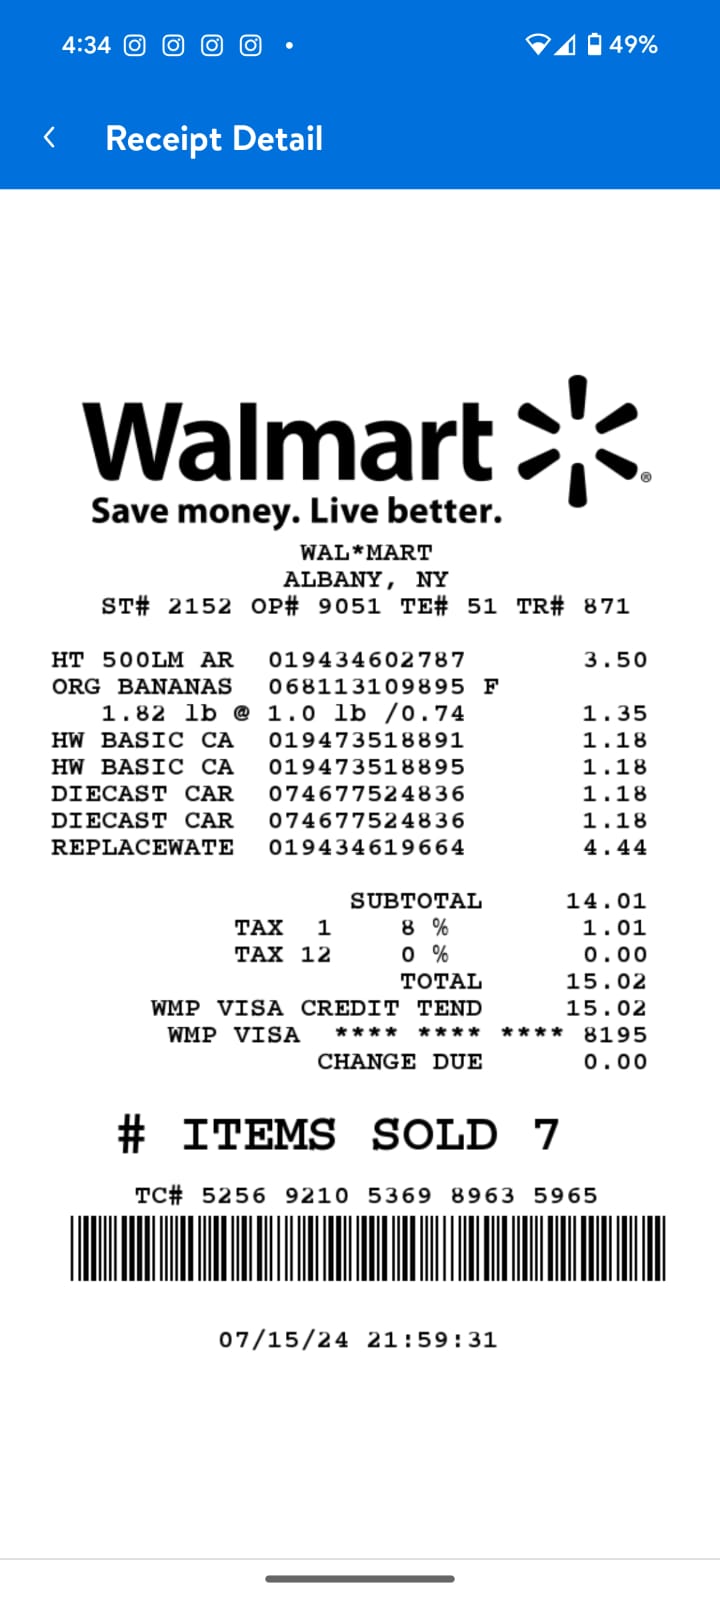 4:34 49%
Receipt Detail
Walmart ®
Save money. Live better.
WAL*MART
ALBANY, NY
ST# 2152 OP# 9051 TE# 51 TR# 871
HT 500LM AR 019434602787 3.50
ORG BANANAS 068113109895 F
1.82 lb @ 1.0 lb /0.74 1.35
HW BASIC CA 019473518891 1.18
HW BASIC CA 019473518895 1.18
DIECAST CAR 074677524836 1.18
DIECAST CAR 074677524836 1.18
REPLACEWATE 019434619664 4.44
SUBTOTAL 14.01
TAX 1 8 % 1.01
TAX 12 0 % 0.00
TOTAL 15.02
WMP VISA CREDIT TEND 15.02
WMP VISA **** **** **** 8195
CHANGE DUE 0.00
# ITEMS SOLD 7
TC# 5256 9210 5369 8963 5965
07/15/24 21:59:31